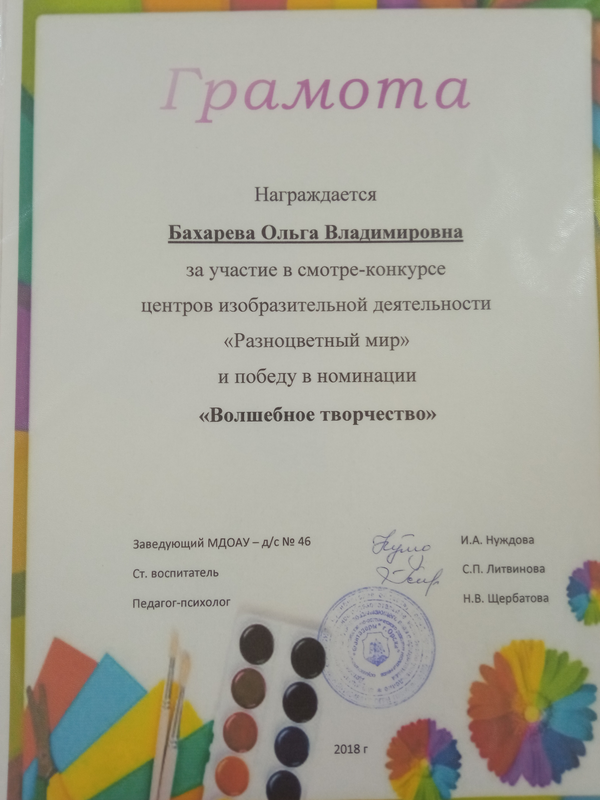 Грамота
Награждается
Бахарева Ольга Владимировна
за участие в смотре-конкурсе
центров изобразительной деятельности
«Разноцветный мир»
и победу в номинации
«Волшебное творчество»
Заведующий МДОАУ – д/с № 46 И.А. Нуждова
Ст. воспитатель С.П. Литвинова
Педагог-психолог Н.В. Щербатова
2018 г